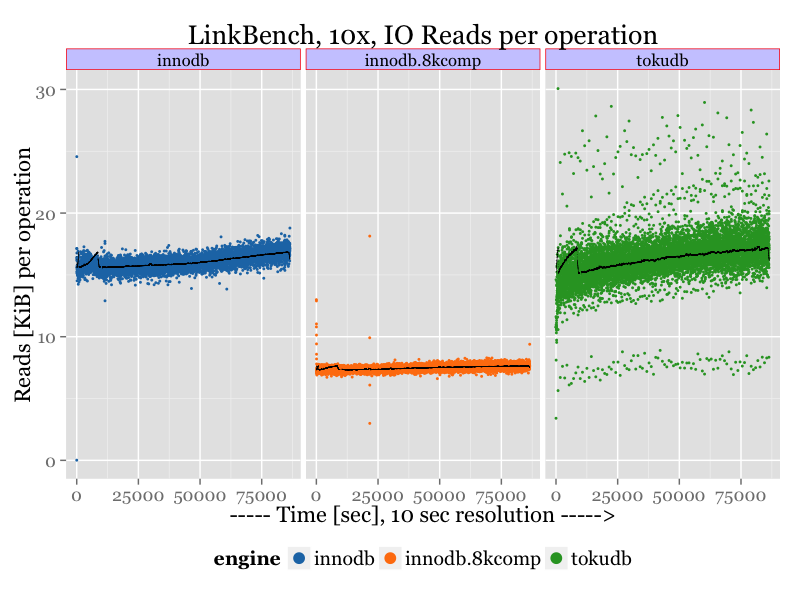 LinkBench, 10x, IO Reads per operation
innodb innodb.8kcomp tokudb
Reads [KiB] per operation
30
20
10
0
0 25000 50000 75000 0 25000 50000 75000 0 25000 50000 75000
----- Time [sec], 10 sec resolution ----->
engine innodb innodb.8kcomp tokudb